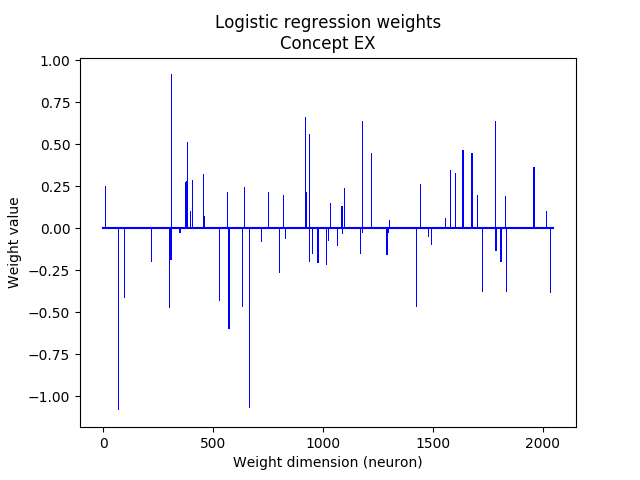 Logistic regression weights
Concept EX
1.00
0.75
0.50
0.25
0.00
−0.25
−0.50
−0.75
−1.00
Weight value
0 500 1000 1500 2000
Weight dimension (neuron)